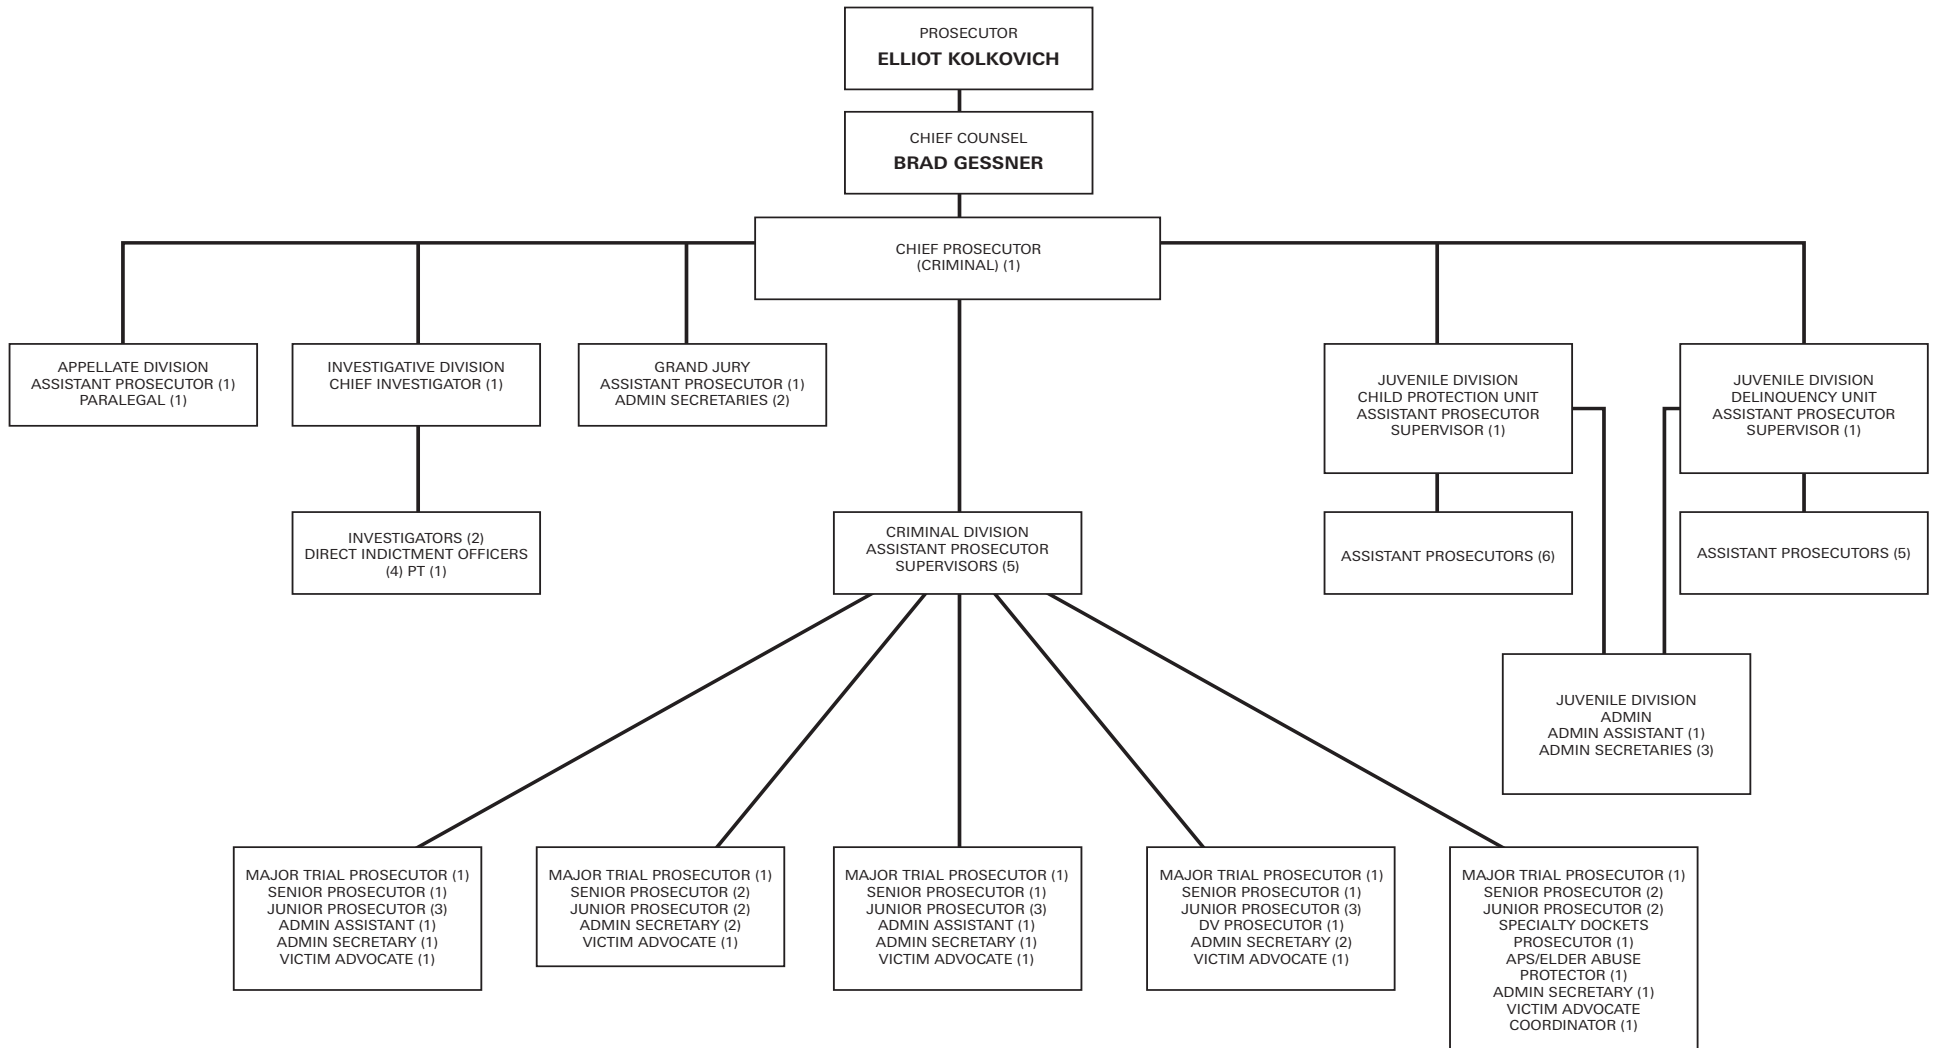 PROSECUTOR
ELLIOT KOLKOVICH
CHIEF COUNSEL
BRAD GESSNER
CHIEF PROSECUTOR
(CRIMINAL) (1)
APPELLATE DIVISION
ASSISTANT PROSECUTOR (1)
PARALEGAL (1)
INVESTIGATIVE DIVISION
CHIEF INVESTIGATOR (1)
GRAND JURY
ASSISTANT PROSECUTOR (1)
ADMIN SECRETARIES (2)
JUVENILE DIVISION
CHILD PROTECTION UNIT
ASSISTANT PROSECUTOR
SUPERVISOR (1)
JUVENILE DIVISION
DELINQUENCY UNIT
ASSISTANT PROSECUTOR
SUPERVISOR (1)
INVESTIGATORS (2)
DIRECT INDICTMENT OFFICERS
(4) PT (1)
CRIMINAL DIVISION
ASSISTANT PROSECUTOR
SUPERVISORS (5)
ASSISTANT PROSECUTORS (6)
ASSISTANT PROSECUTORS (5)
JUVENILE DIVISION
ADMIN
ADMIN ASSISTANT (1)
ADMIN SECRETARIES (3)
MAJOR TRIAL PROSECUTOR (1)
SENIOR PROSECUTOR (1)
JUNIOR PROSECUTOR (3)
ADMIN ASSISTANT (1)
ADMIN SECRETARY (1)
VICTIM ADVOCATE (1)
MAJOR TRIAL PROSECUTOR (1)
SENIOR PROSECUTOR (2)
JUNIOR PROSECUTOR (2)
ADMIN SECRETARY (2)
VICTIM ADVOCATE (1)
MAJOR TRIAL PROSECUTOR (1)
SENIOR PROSECUTOR (1)
JUNIOR PROSECUTOR (3)
ADMIN ASSISTANT (1)
ADMIN SECRETARY (1)
VICTIM ADVOCATE (1)
MAJOR TRIAL PROSECUTOR (1)
SENIOR PROSECUTOR (1)
JUNIOR PROSECUTOR (3)
DV PROSECUTOR (1)
ADMIN SECRETARY (2)
VICTIM ADVOCATE (1)
MAJOR TRIAL PROSECUTOR (1)
SENIOR PROSECUTOR (2)
JUNIOR PROSECUTOR (2)
SPECIALTY DOCKETS
PROSECUTOR (1)
APS/ELDER ABUSE
PROTECTOR (1)
ADMIN SECRETARY (1)
VICTIM ADVOCATE
COORDINATOR (1)